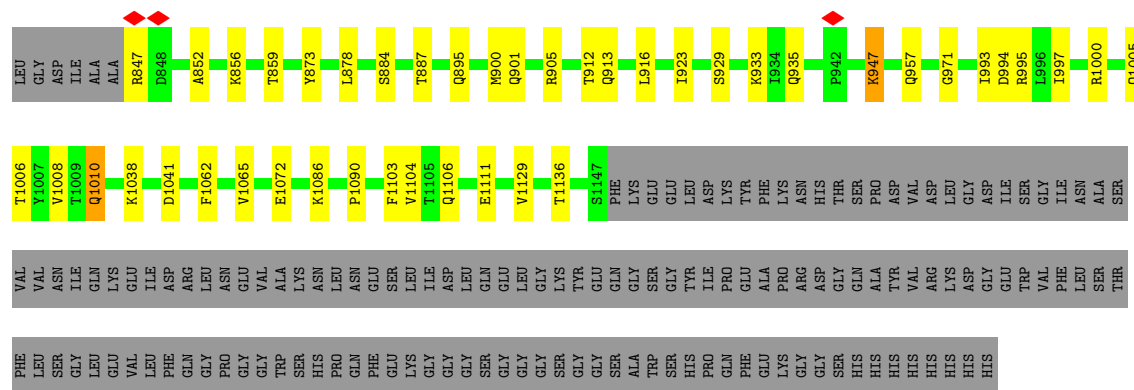 LEU GLY ASP ILE ALA ALA R847 D848 A852 K856 T859 Y873 L878 S884 T887 Q895 M900 Q901 R905 T912 Q913 L916 I923 S929 K933 I934 Q935 P942 K947 Q957 G971 I993 D994 R995 L996 I997 R1000 Q1005
T1006 Y1007 V1008 T1009 Q1010 K1038 D1041 F1062 V1065 E1072 K1086 P1090 F1103 V1104 T1105 Q1106 E1111 V1129 T1136 S1147 PHE LYS GLU GLU LEU ASP LYS TYR PHE LYS ASN HIS THR SER PRO ASP VAL ASP LEU GLY ASP ILE SER GLY ILE ASN ALA SER
VAL VAL ASN ILE GLN LYS GLU ILE ASP ARG LEU ASN GLU VAL ALA LYS ASN LEU ASN GLU SER LEU ILE ASP LEU GLN GLU LEU GLY LYS TYR GLU GLN GLY SER GLY TYR ILE PRO GLU ALA PRO ARG ASP GLY GLN ALA TYR VAL ARG LYS ASP GLY GLU TRP VAL PHE LEU SER THR
PHE LEU SER GLY LEU GLU VAL LEU PHE GLN GLY PRO GLY GLY TRP SER HIS PRO GLN PHE GLU LYS GLY GLY GLY SER GLY GLY GLY SER GLY GLY SER ALA TRP SER HIS PRO GLN PHE GLU LYS GLY GLY SER HIS HIS HIS HIS HIS HIS HIS HIS